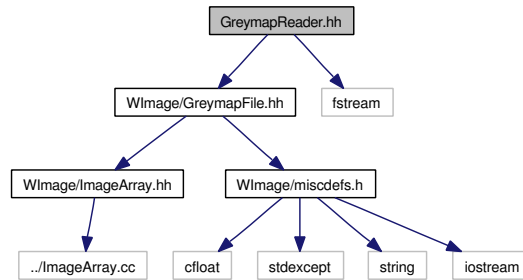 GreymapReader.hh
WImage/GreymapFile.hh
fstream
WImage/ImageArray.hh
WImage/miscdefs.h
../ImageArray.cc
cfloat
stdexcept
string
iostream